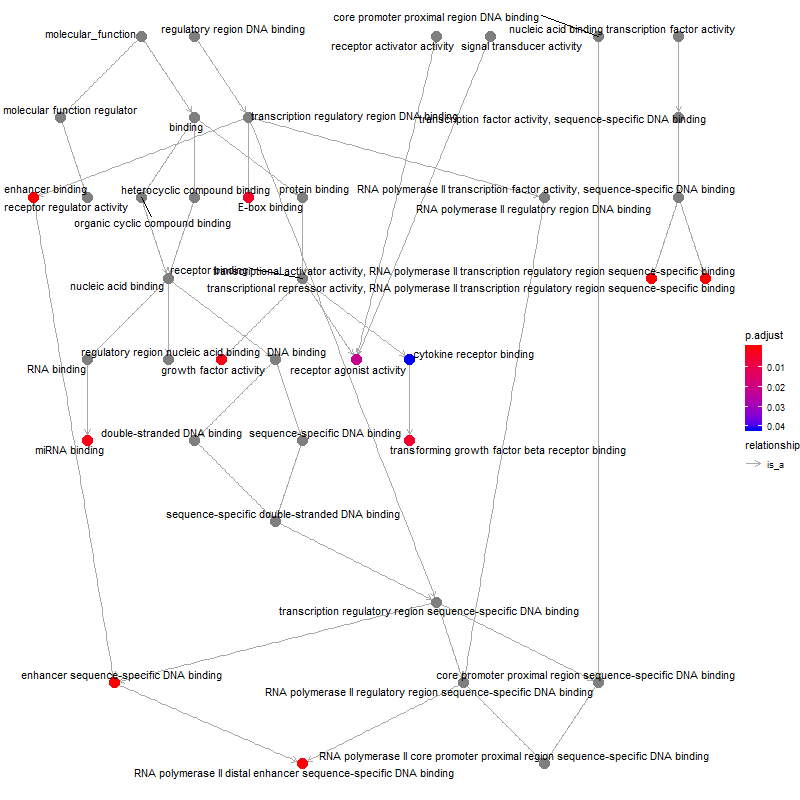 core promoter proximal region DNA binding
molecular_function
regulatory region DNA binding
nucleic acid binding transcription factor activity
receptor activator activity
signal transducer activity
molecular function regulator
transcription regulatory region DNA binding
transcription factor activity, sequence-specific DNA binding
binding
enhancer binding
heterocyclic compound binding
protein binding
RNA polymerase II transcription factor activity, sequence-specific DNA binding
receptor regulator activity
E-box binding
RNA polymerase II regulatory region DNA binding
organic cyclic compound binding
receptor binding
transcriptional activator activity, RNA polymerase II transcription regulatory region sequence-specific binding
nucleic acid binding
transcriptional repressor activity, RNA polymerase II transcription regulatory region sequence-specific binding
p.adjust
0.01
0.02
0.03
0.04
relationship
is_a
regulatory region nucleic acid binding
DNA binding
cytokine receptor binding
RNA binding
growth factor activity
receptor agonist activity
double-stranded DNA binding
sequence-specific DNA binding
miRNA binding
transforming growth factor beta receptor binding
sequence-specific double-stranded DNA binding
transcription regulatory region sequence-specific DNA binding
enhancer sequence-specific DNA binding
core promoter proximal region sequence-specific DNA binding
RNA polymerase II regulatory region sequence-specific DNA binding
RNA polymerase II core promoter proximal region sequence-specific DNA binding
RNA polymerase II distal enhancer sequence-specific DNA binding